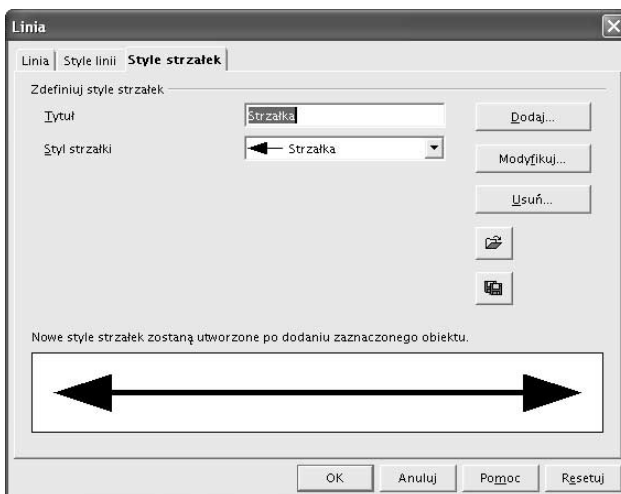 Linia
Linia Style linii Style strzałek
Zdefiniuj style strzałek
Tytuł Strzałka Dodaj...
Styl strzałki Strzałka Modyfikuj...
Usuń...
Nowe style strzałek zostaną utworzone po dodaniu zaznaczonego obiektu.
OK Anuluj Pomoc Resetuj